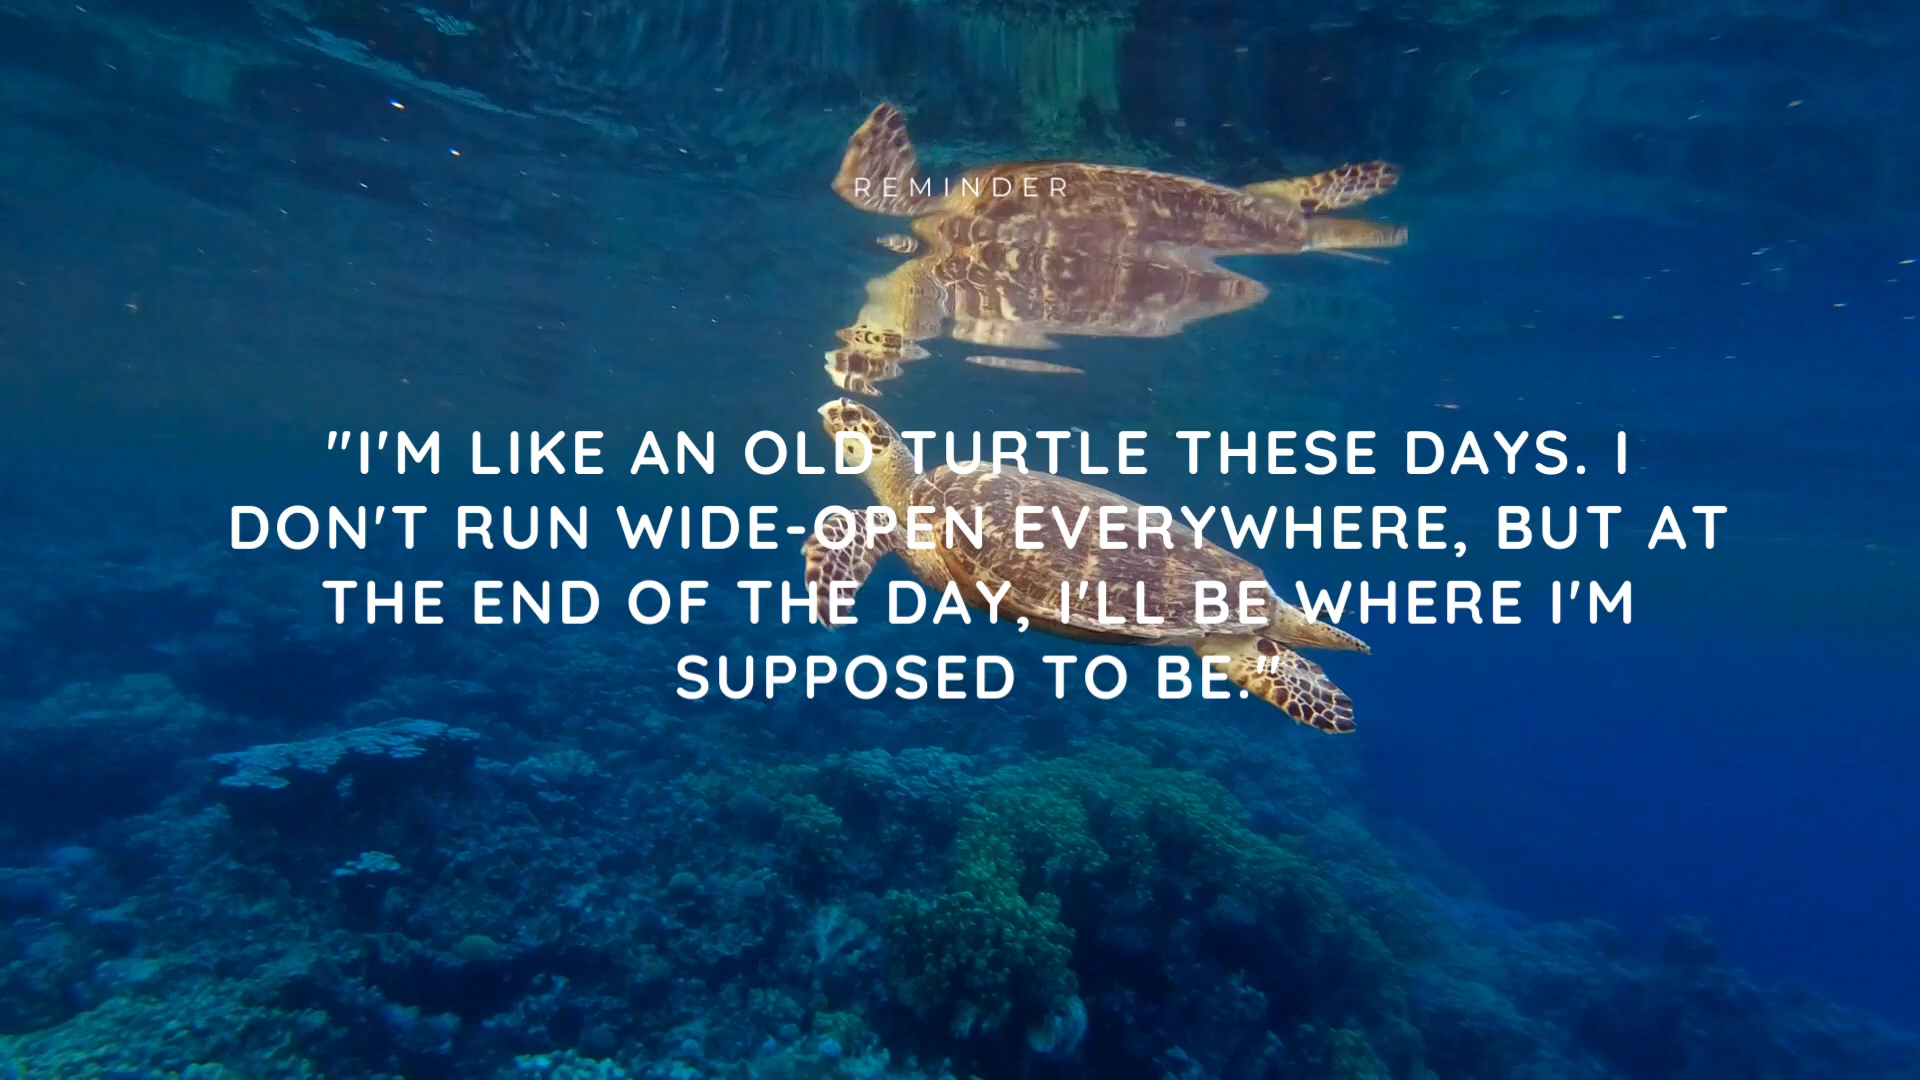 REMINDER
"I'M LIKE AN OLD TURTLE THESE DAYS. I
DON'T RUN WIDE-OPEN EVERYWHERE, BUT AT
THE END OF THE DAY, I'LL BE WHERE I'M
SUPPOSED TO BE."